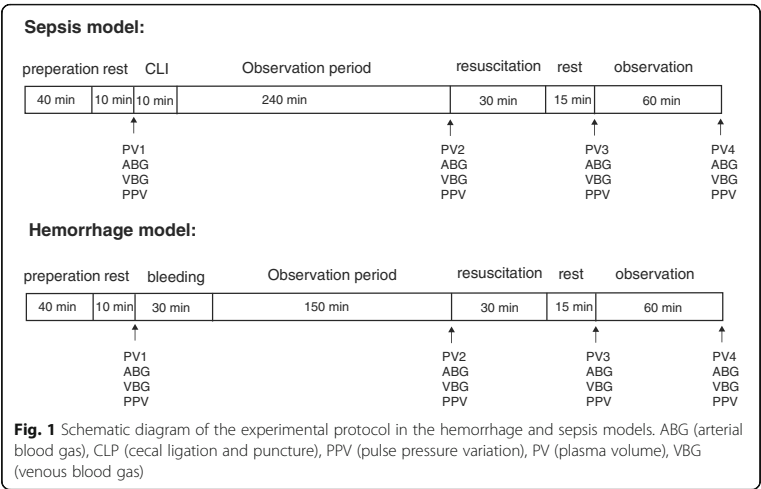 Sepsis model:
preperation rest CLI Observation period resuscitation rest observation
40 min 10 min 10 min 240 min 30 min 15 min 60 min
PV1 PV2 PV3 PV4
ABG ABG ABG ABG
VBG VBG VBG VBG
PPV PPV PPV PPV
Hemorrhage model:
preperation rest bleeding Observation period resuscitation rest observation
40 min 10 min 30 min 150 min 30 min 15 min 60 min
PV1 PV2 PV3 PV4
ABG ABG ABG ABG
VBG VBG VBG VBG
PPV PPV PPV PPV
Fig. 1 Schematic diagram of the experimental protocol in the hemorrhage and sepsis models. ABG (arterial
blood gas), CLP (cecal ligation and puncture), PPV (pulse pressure variation), PV (plasma volume), VBG
(venous blood gas)